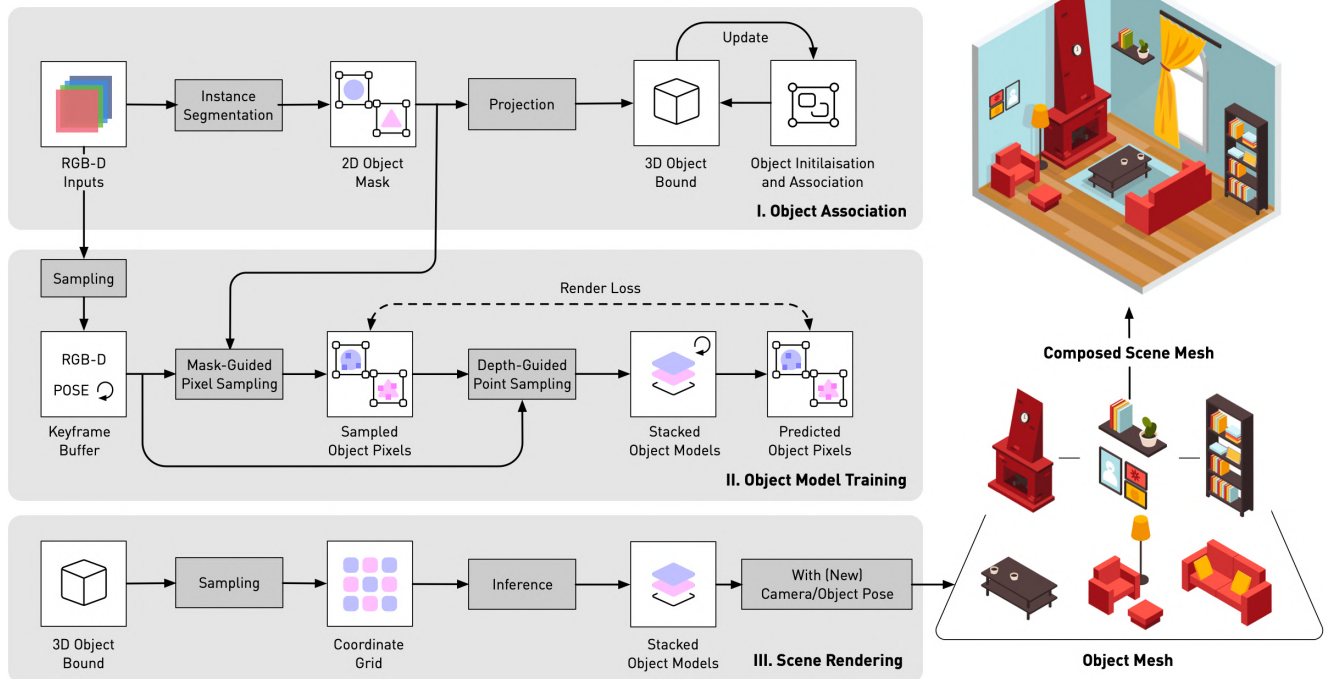 Update
Instance
Segmentation
Projection
RGB-D
Inputs
2D Object
Mask
3D Object
Bound
Object Initilaisation
and Association
I. Object Association
Sampling
Render Loss
RGB-D
POSE
Mask-Guided
Pixel Sampling
Depth-Guided
Point Sampling
Keyframe
Buffer
Sampled
Object Pixels
Stacked
Object Models
Predicted
Object Pixels
II. Object Model Training
Sampling
Inference
With (New)
Camera/Object Pose
3D Object
Bound
Coordinate
Grid
Stacked
Object Models
III. Scene Rendering
Composed Scene Mesh
Object Mesh